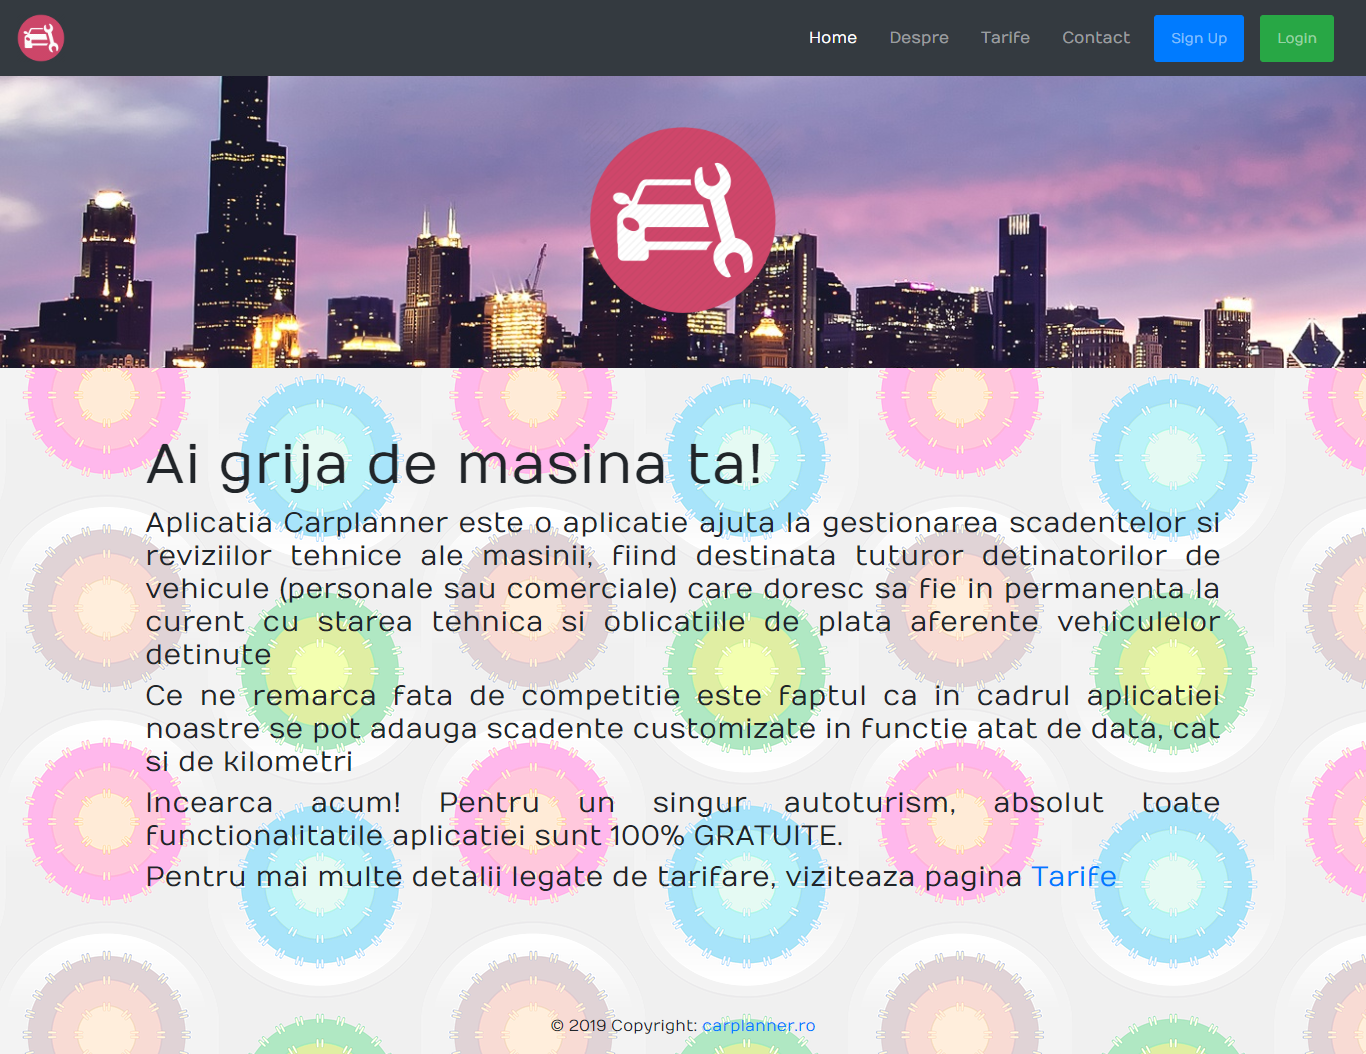 Home Despre Tarife Contact Sign Up Login
Ai grija de masina ta!
Aplicatia Carplanner este o aplicatie ajuta la gestionarea scadentelor si
reviziilor tehnice ale masinii, fiind destinata tuturor detinatorilor de
vehicule (personale sau comerciale) care doresc sa fie in permanenta la
curent cu starea tehnica si oblicatiile de plata aferente vehiculelor
detinute
Ce ne remarca fata de competitie este faptul ca in cadrul aplicatiei
noastre se pot adauga scadente customizate in functie atat de data, cat
si de kilometri
Incearca acum! Pentru un singur autoturism, absolut toate
functionalitatile aplicatiei sunt 100% GRATUITE.
Pentru mai multe detalii legate de tarifare, viziteaza pagina Tarife
© 2019 Copyright: carplanner.ro